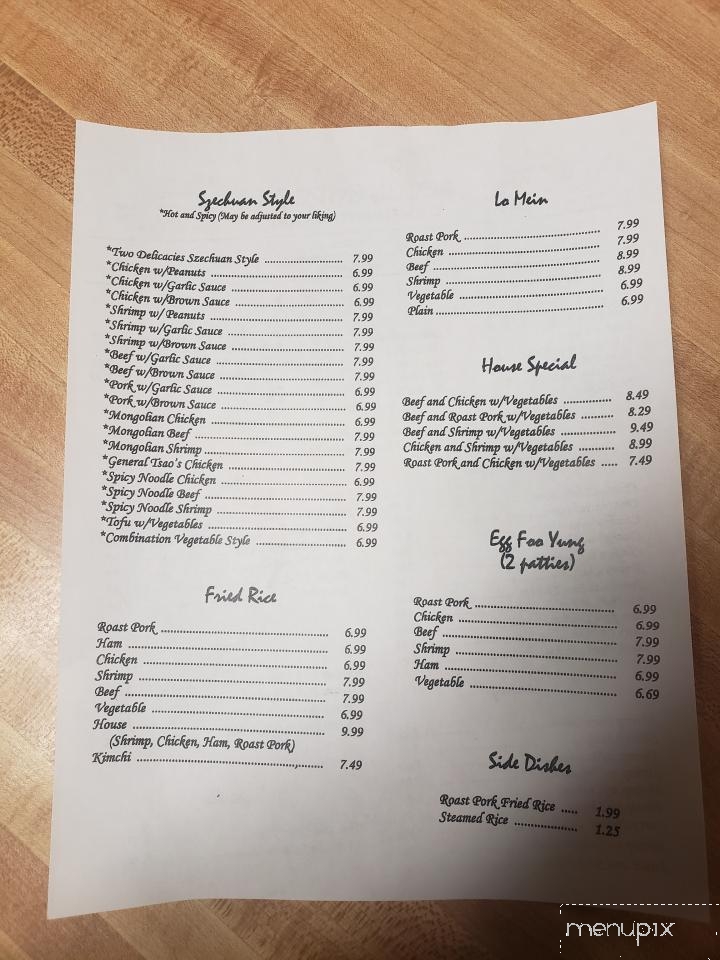 Szechuan Style
*Hot and Spicy (May be adjusted to your liking)
*Two Delicacies Szechuan Style ........ 7.99
*Chicken w/Peanuts ........ 6.99
*Chicken w/Garlic Sauce ........ 6.99
*Chicken w/Brown Sauce ........ 6.99
*Shrimp w/ Peanuts ........ 7.99
*Shrimp w/Garlic Sauce ........ 7.99
*Shrimp w/Brown Sauce ........ 7.99
*Beef w/Garlic Sauce ........ 7.99
*Beef w/Brown Sauce ........ 7.99
*Pork w/Garlic Sauce ........ 6.99
*Pork w/Brown Sauce ........ 6.99
*Mongolian Chicken ........ 6.99
*Mongolian Beef ........ 7.99
*Mongolian Shrimp ........ 7.99
*General Tsao's Chicken ........ 7.99
*Spicy Noodle Chicken ........ 6.99
*Spicy Noodle Beef ........ 7.99
*Spicy Noodle Shrimp ........ 7.99
*Tofu w/Vegetables ........ 6.99
*Combination Vegetable Style ........ 6.99
Fried Rice
Roast Pork ........ 6.99
Ham ........ 6.99
Chicken ........ 6.99
Shrimp ........ 7.99
Beef ........ 7.99
Vegetable ........ 6.99
House ........ 9.99
(Shrimp, Chicken, Ham, Roast Pork)
Kimchi ........ 7.49
Lo Mein
Roast Pork ........ 7.99
Chicken ........ 7.99
Beef ........ 8.99
Shrimp ........ 8.99
Vegetable ........ 6.99
Plain ........ 6.99
House Special
Beef and Chicken w/Vegetables ........ 8.49
Beef and Roast Pork w/Vegetables ........ 8.29
Beef and Shrimp w/Vegetables ........ 9.49
Chicken and Shrimp w/Vegetables ........ 8.99
Roast Pork and Chicken w/Vegetables ..... 7.49
Egg Foo Yung
(2 patties)
Roast Pork ........ 6.99
Chicken ........ 6.99
Beef ........ 7.99
Shrimp ........ 7.99
Ham ........ 6.99
Vegetable ........ 6.69
Side Dishes
Roast Pork Fried Rice ..... 1.99
Steamed Rice ........ 1.25
menupix